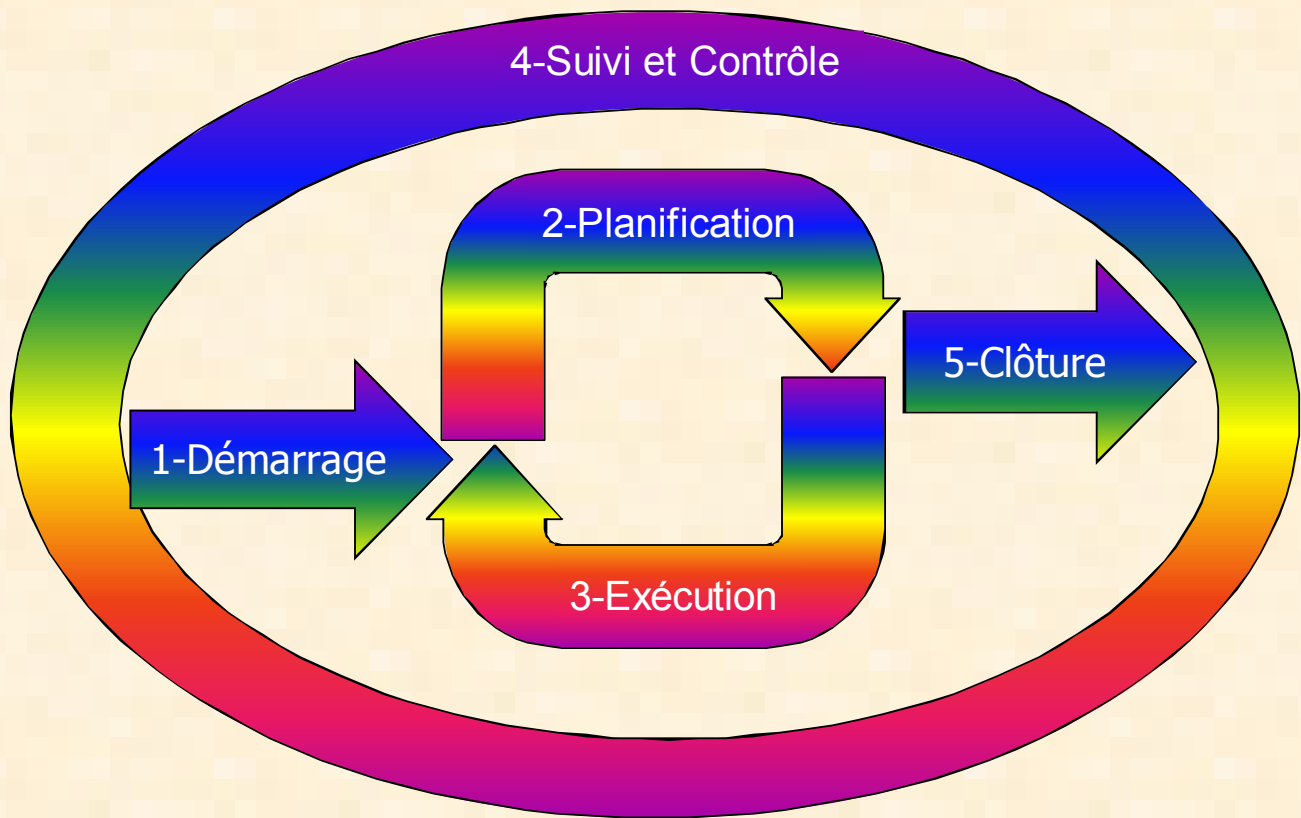 4-Suivi et Contrôle
2-Planification
5-Clôture
1-Démarrage
3-Exécution